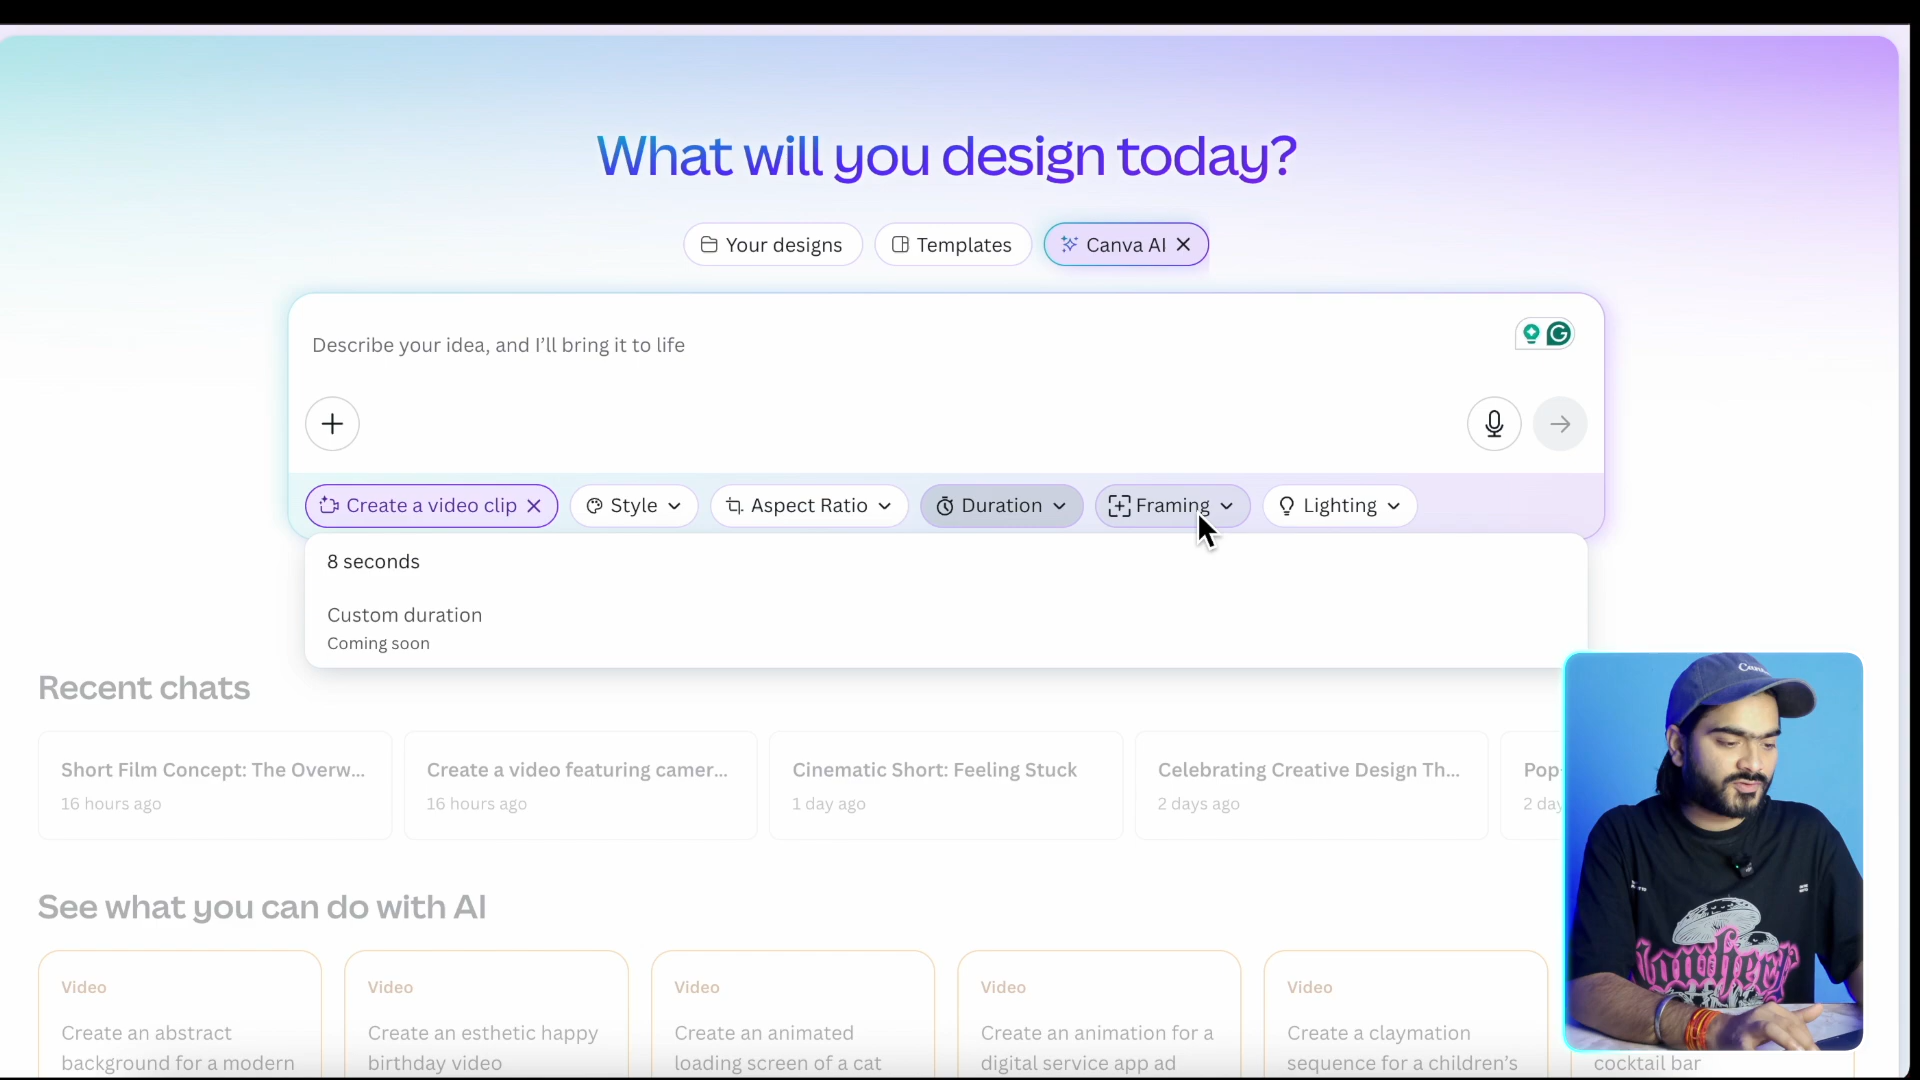 What will you design today?
Your designs
Templates
Canva AI
Describe your idea, and I'll bring it to life
Create a video clip
Style
Aspect Ratio
Duration
Framing
Lighting
8 seconds
Custom duration
Coming soon
Recent chats
Short Film Concept: The Overw...
16 hours ago
Create a video featuring camer...
16 hours ago
Cinematic Short: Feeling Stuck
1 day ago
Celebrating Creative Design Th...
2 days ago
Pop-
2 day
See what you can do with AI
Video
Create an abstract
background for a modern
Video
Create an esthetic happy
birthday video
Video
Create an animated
loading screen of a cat
Video
Create an animation for a
digital service app ad
Video
Create a claymation
sequence for a children's
cocktail bar